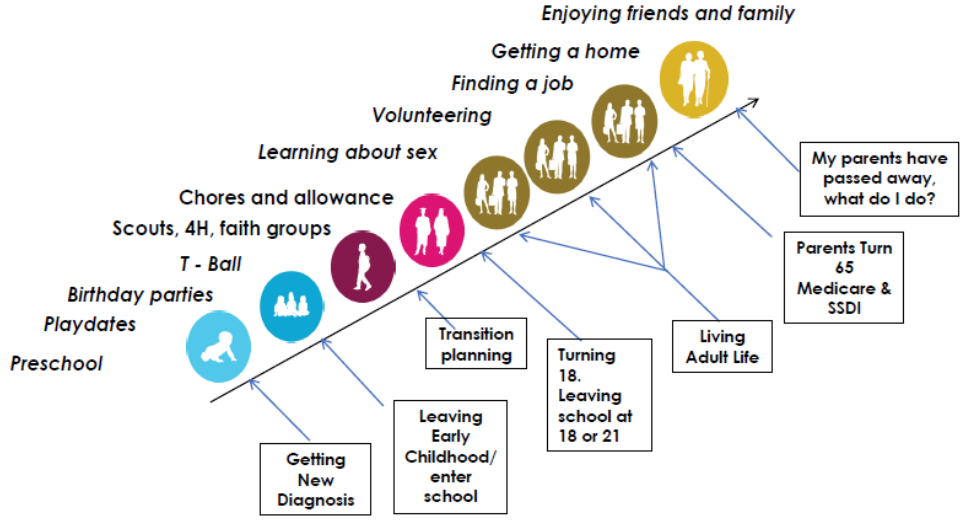 Enjoying friends and family
Getting a home
Finding a job
Volunteering
Learning about sex
Chores and allowance
Scouts, 4H, faith groups
T - Ball
Birthday parties
Playdates
Preschool
Getting
New
Diagnosis
Leaving
Early
Childhood/
enter
school
Transition
planning
Turning
18.
Leaving
school at
18 or 21
Living
Adult Life
Parents Turn
65
Medicare &
SSDI
My parents have
passed away,
what do I do?